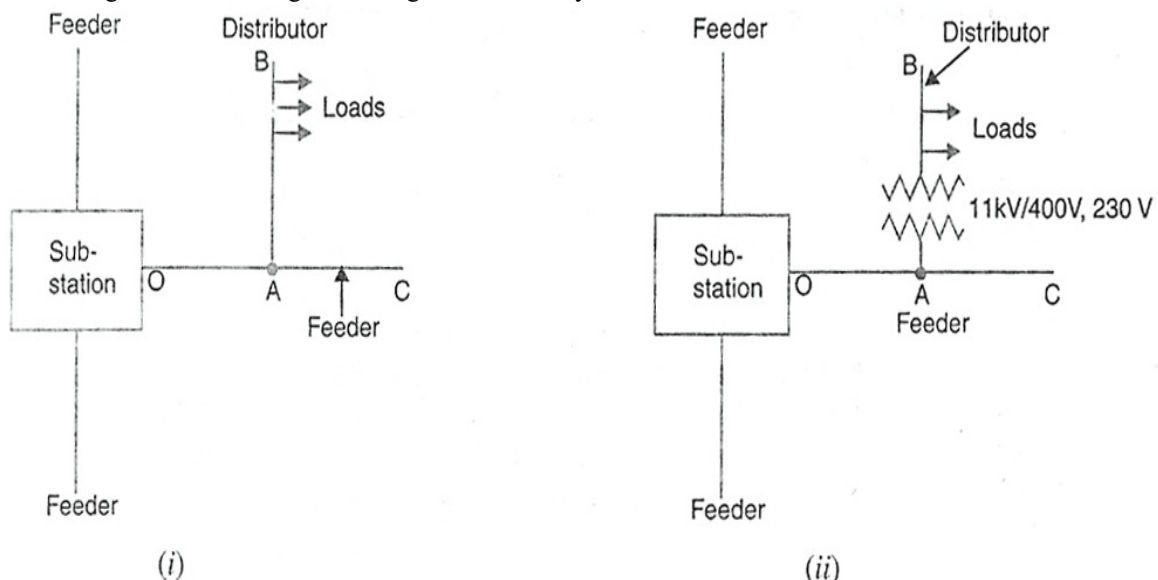 Feeder
Distributor
B
Loads
Sub-
station
O
A
C
Feeder
Feeder
(i)
Feeder
Distributor
B
Loads
11kV/400V, 230 V
Sub-
station
O
A
C
Feeder
Feeder
(ii)